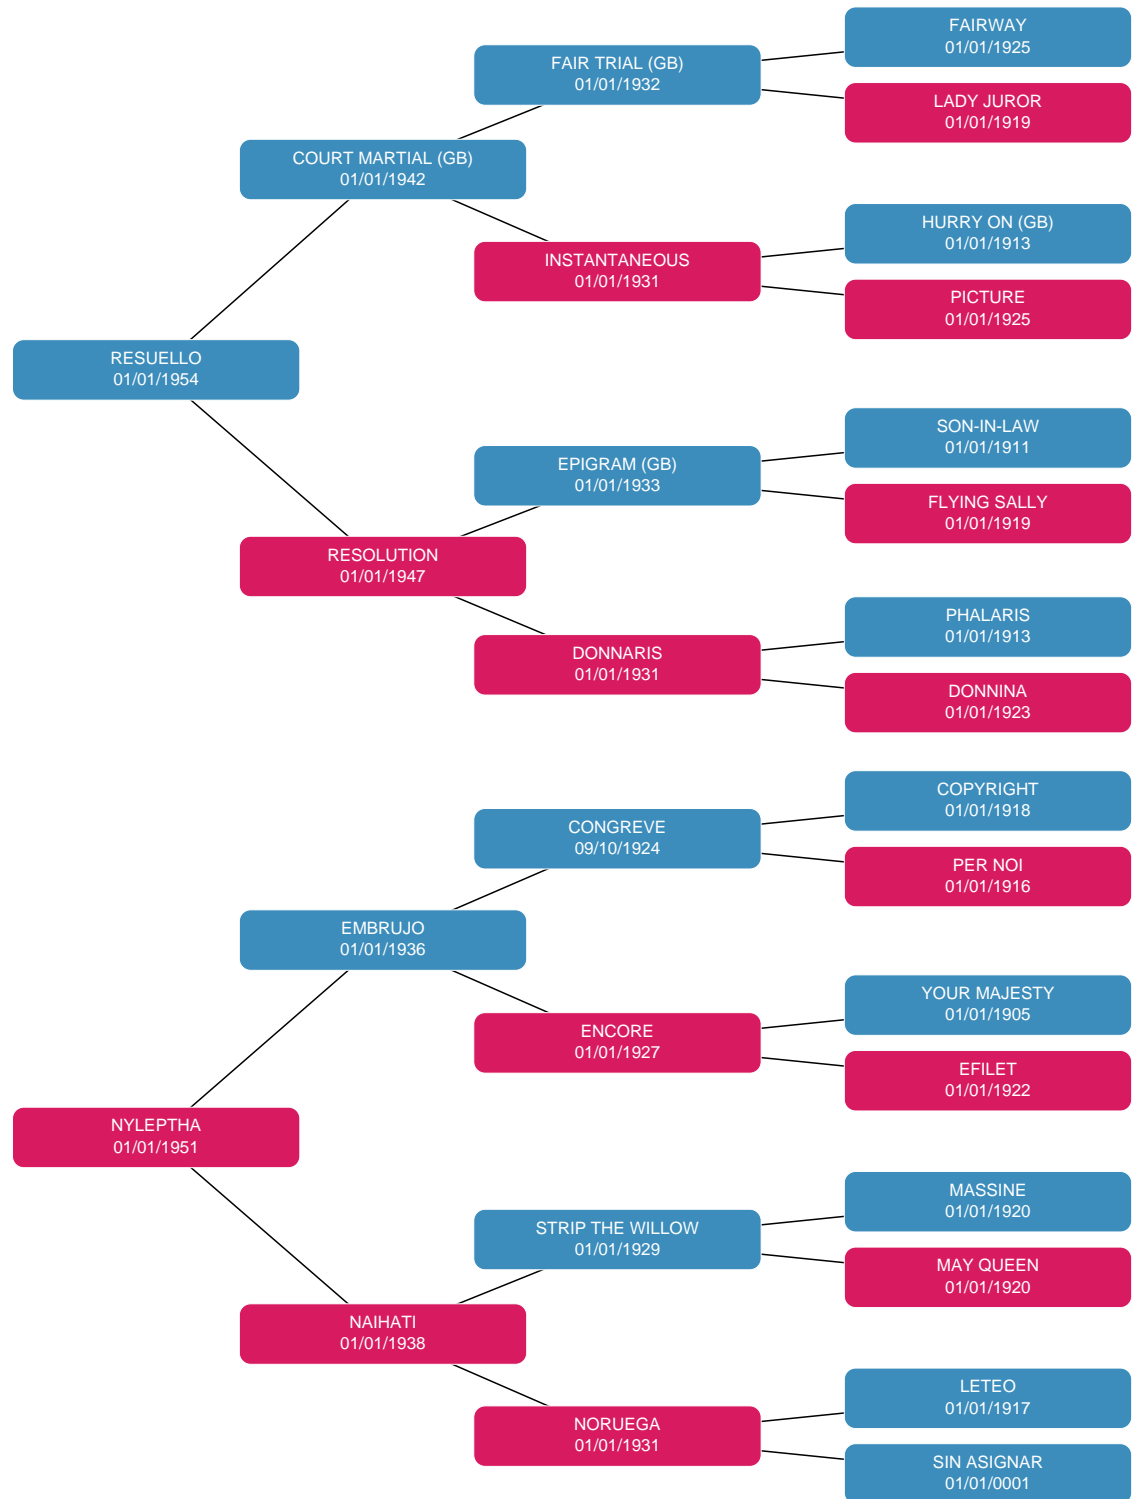 FAIRWAY
01/01/1925
FAIR TRIAL (GB)
01/01/1932
LADY JUROR
01/01/1919
COURT MARTIAL (GB)
01/01/1942
HURRY ON (GB)
01/01/1913
INSTANTANEOUS
01/01/1931
PICTURE
01/01/1925
RESUELLO
01/01/1954
SON-IN-LAW
01/01/1911
EPIGRAM (GB)
01/01/1933
FLYING SALLY
01/01/1919
RESOLUTION
01/01/1947
PHALARIS
01/01/1913
DONNARIS
01/01/1931
DONNINA
01/01/1923
COPYRIGHT
01/01/1918
CONGREVE
09/10/1924
PER NOI
01/01/1916
EMBRUJO
01/01/1936
YOUR MAJESTY
01/01/1905
ENCORE
01/01/1927
EFILET
01/01/1922
NYLEPTHA
01/01/1951
MASSINE
01/01/1920
STRIP THE WILLOW
01/01/1929
MAY QUEEN
01/01/1920
NAIHATI
01/01/1938
LETEO
01/01/1917
NORUEGA
01/01/1931
SIN ASIGNAR
01/01/0001